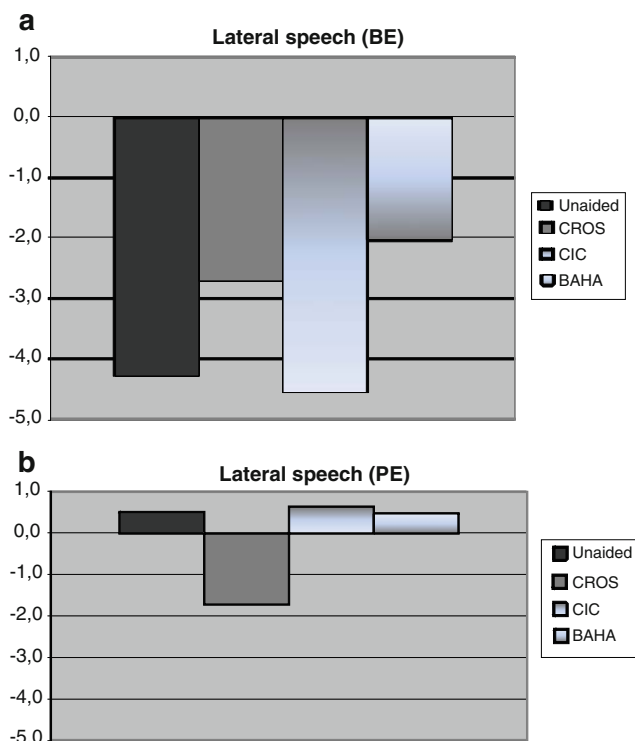 a
Lateral speech (BE)
1,0
0,0
-1,0
-2,0
-3,0
-4,0
-5,0
Unaided
CROS
CIC
BAHA
b
Lateral speech (PE)
1,0
0,0
-1,0
-2,0
-3,0
-4,0
-5,0
Unaided
CROS
CIC
BAHA